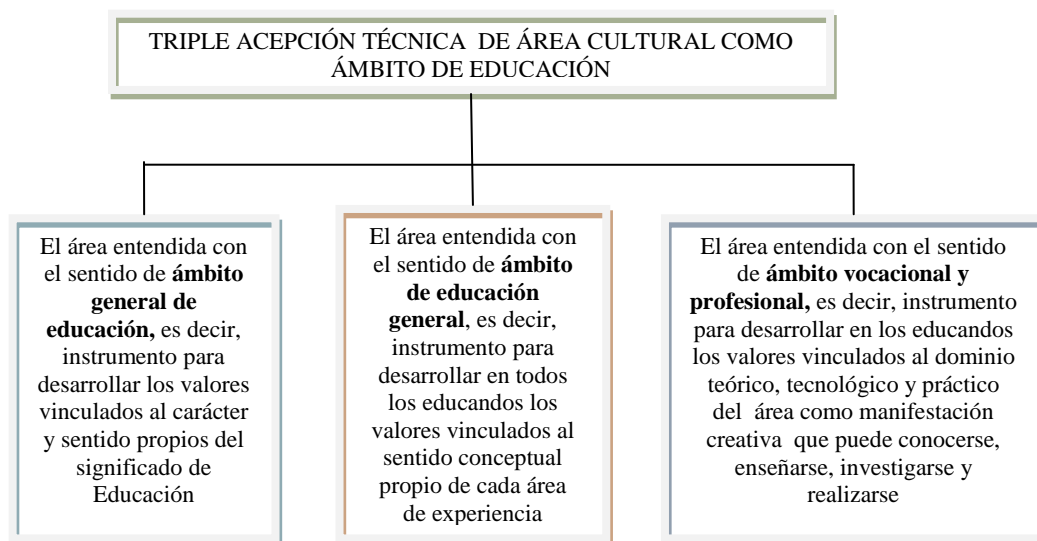 TRIPLE ACEPCIÓN TÉCNICA DE ÁREA CULTURAL COMO
ÁMBITO DE EDUCACIÓN
El área entendida con
el sentido de ámbito
general de
educación, es decir,
instrumento para
desarrollar los valores
vinculados al carácter
y sentido propios del
significado de
Educación
El área entendida con
el sentido de ámbito
de educación
general, es decir,
instrumento para
desarrollar en todos
los educandos los
valores vinculados al
sentido conceptual
propio de cada área
de experiencia
El área entendida con el sentido
de ámbito vocacional y
profesional, es decir, instrumento
para desarrollar en los educandos
los valores vinculados al dominio
teórico, tecnológico y práctico
del área como manifestación
creativa que puede conocerse,
enseñarse, investigarse y
realizarse